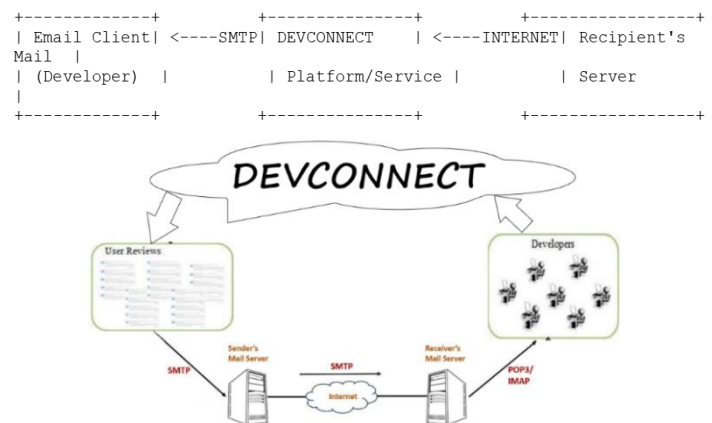 +-------------+ +---------------+ +-----------------+
| Email Client| <----SMTP| DEVCONNECT | <----INTERNET| Recipient's
Mail |
| (Developer) | | Platform/Service | | Server
|
+-------------+ +---------------+ +-----------------+
DEVCONNECT
User Reviews
Developers
Sender's
Mail Server
SMTP
SMTP
Internet
Receiver's
Mail Server
POP3/
IMAP